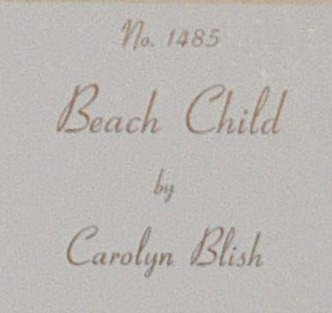 No. 1485
Beach Child
by
Carolyn Blish